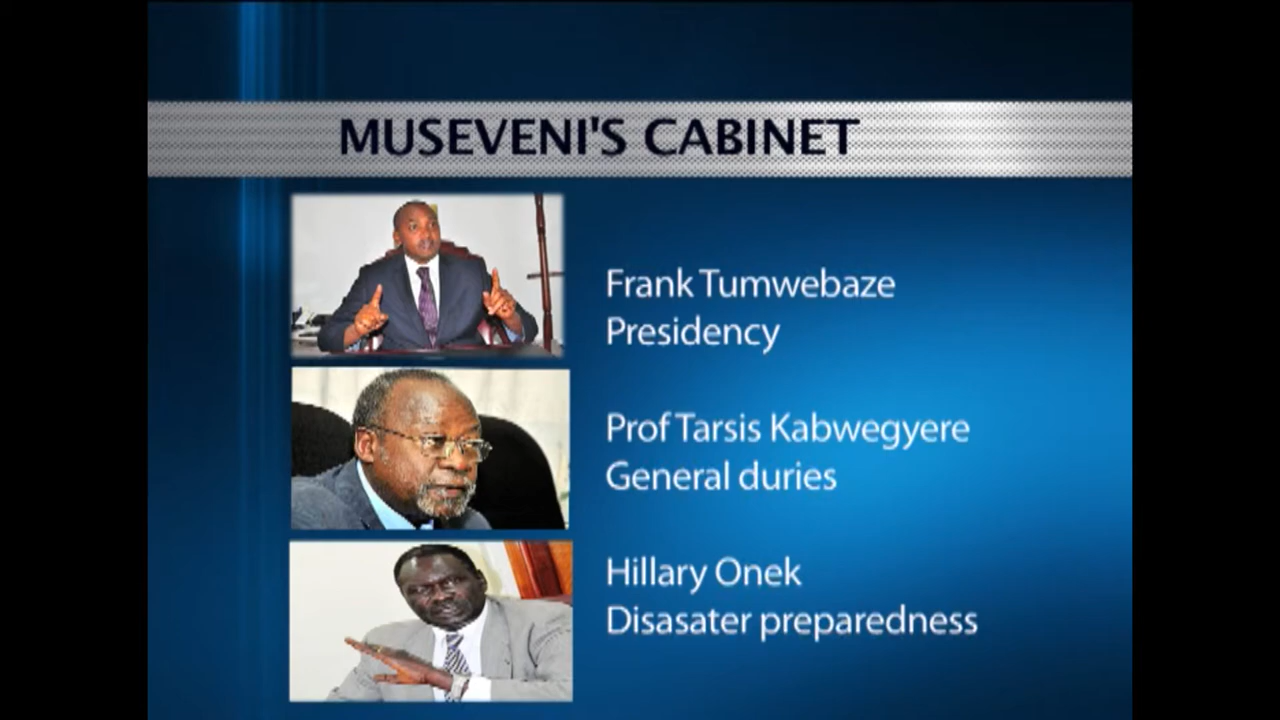 MUSEVENI'S CABINET
Frank Tumwebaze
Presidency
Prof Tarsis Kabwegyere
General duries
Hillary Onek
Disasater preparedness